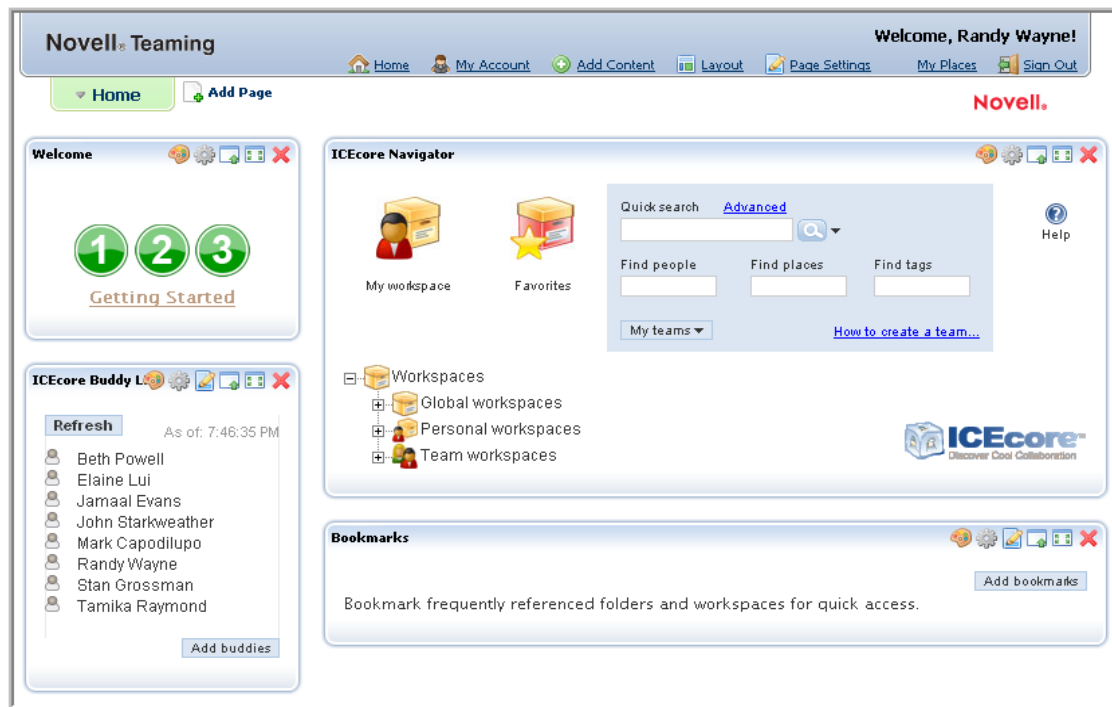 Novell® Teaming
Welcome, Randy Wayne!
Home My Account Add Content Layout Page Settings My Places Sign Out
Home Add Page
Novell®
Welcome
1 2 3
Getting Started
ICEcore Buddy L
Refresh As of: 7:46:35 PM
Beth Powell
Elaine Lui
Jamaal Evans
John Starkweather
Mark Capodilupo
Randy Wayne
Stan Grossman
Tamika Raymond
Add buddies
ICEcore Navigator
My workspace
Favorites
Quick search Advanced
Find people Find places Find tags
My teams How to create a team...
Help
Workspaces
Global workspaces
Personal workspaces
Team workspaces
ICEcore
Discover Cool Collaboration
Bookmarks
Add bookmarks
Bookmark frequently referenced folders and workspaces for quick access.